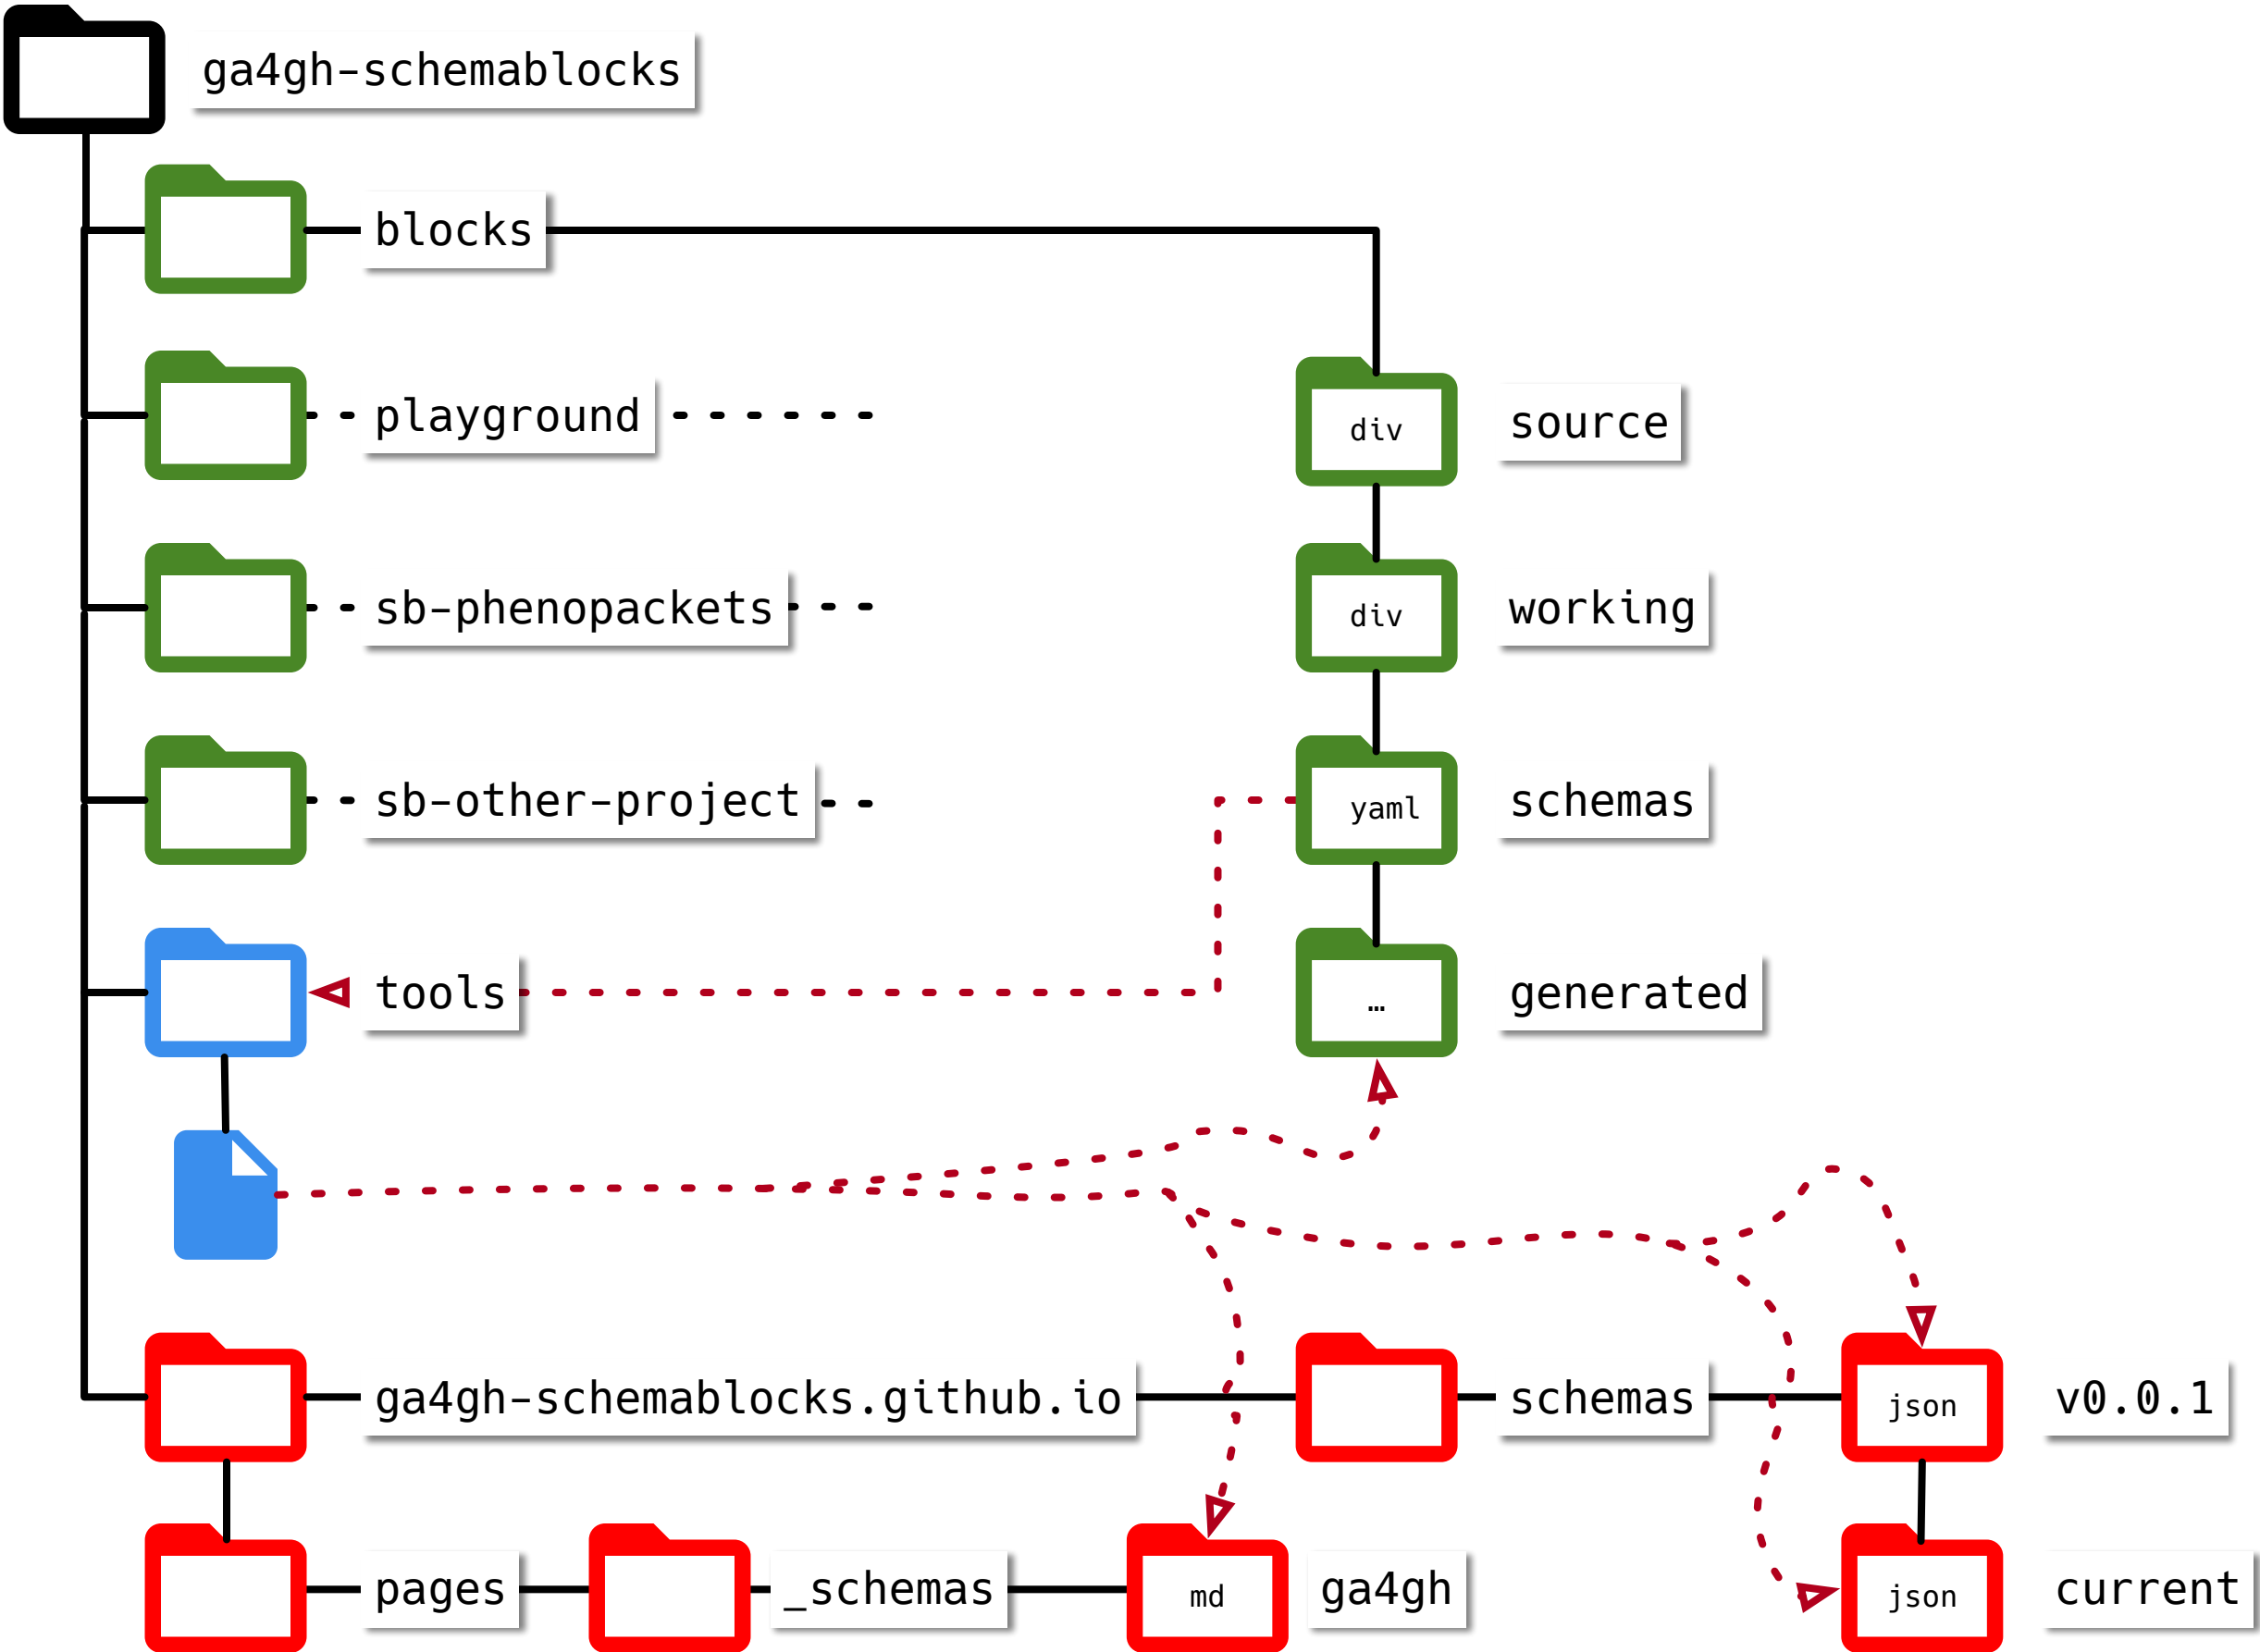 ga4gh-schemablocks
blocks
playground
div
source
sb-phenopackets
div
working
sb-other-project
yaml
schemas
tools
…
generated
ga4gh-schemablocks.github.io
schemas
json
v0.0.1
pages
_schemas
md
ga4gh
json
current